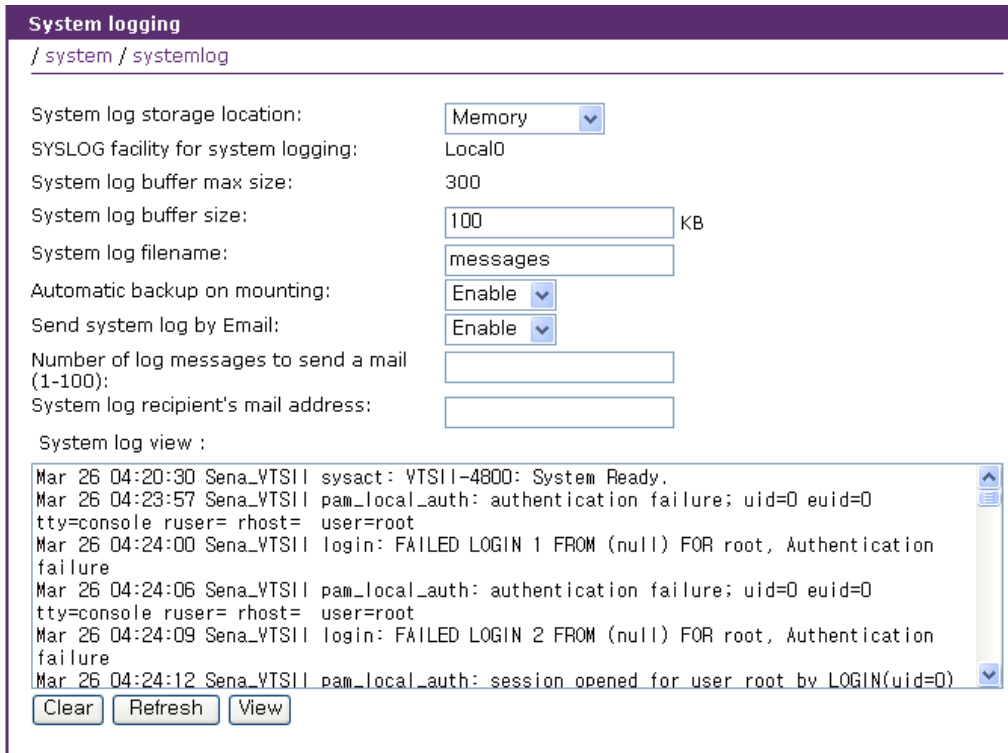 System logging
/ system / systemlog
System log storage location: Memory
SYSLOG facility for system logging: Local0
System log buffer max size: 300
System log buffer size: 100 KB
System log filename: messages
Automatic backup on mounting: Enable
Send system log by Email: Enable
Number of log messages to send a mail
(1-100):
System log recipient's mail address:
System log view :
Mar 26 04:20:30 Sena_VTSII sysact: VTSII-4800: System Ready.
Mar 26 04:23:57 Sena_VTSII pam_local_auth: authentication failure; uid=0 euid=0
tty=console ruser= rhost=  user=root
Mar 26 04:24:00 Sena_VTSII login: FAILED LOGIN 1 FROM (null) FOR root, Authentication
failure
Mar 26 04:24:06 Sena_VTSII pam_local_auth: authentication failure; uid=0 euid=0
tty=console ruser= rhost=  user=root
Mar 26 04:24:09 Sena_VTSII login: FAILED LOGIN 2 FROM (null) FOR root, Authentication
failure
Mar 26 04:24:12 Sena_VTSII pam_local_auth: session opened for user root by LOGIN(uid=0)
Clear Refresh View